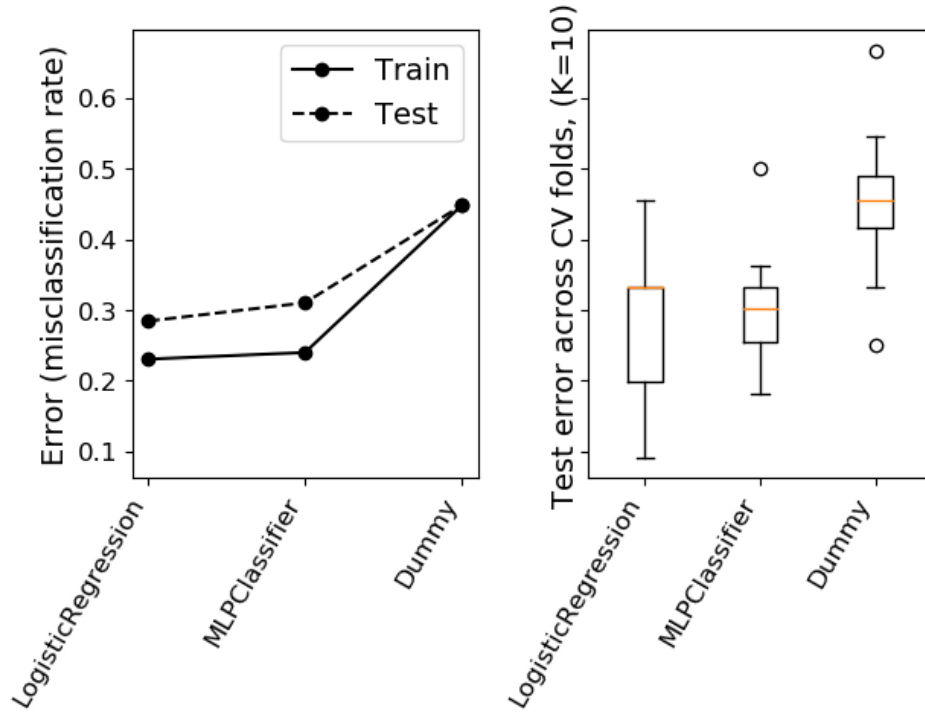 Error (misclassification rate)
0.6
0.5
0.4
0.3
0.2
0.1
Train
Test
LogisticRegression
MLPClassifier
Dummy
Test error across CV folds, (K=10)
LogisticRegression
MLPClassifier
Dummy